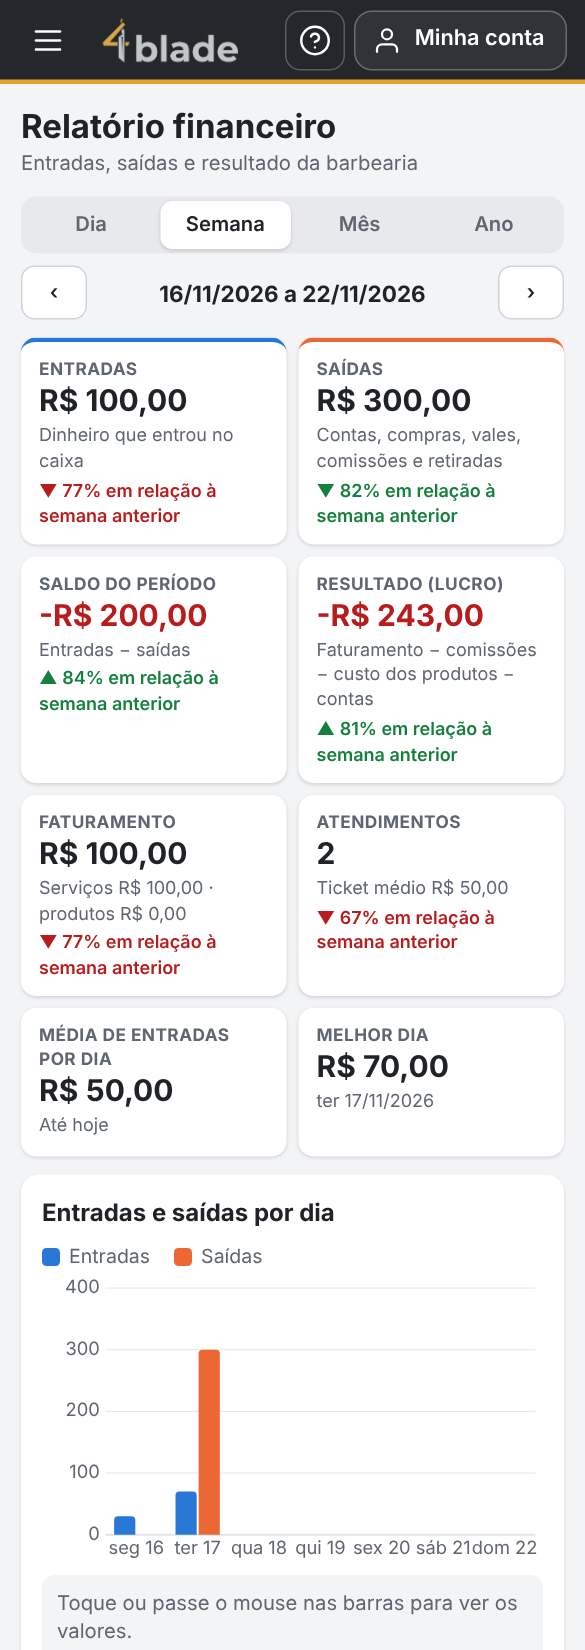 4blade
Minha conta
Relatório financeiro
Entradas, saídas e resultado da barbearia
Dia Semana Mês Ano
‹ 16/11/2026 a 22/11/2026 ›
ENTRADAS
R$ 100,00
Dinheiro que entrou no
caixa
▼ 77% em relação à
semana anterior
SAÍDAS
R$ 300,00
Contas, compras, vales,
comissões e retiradas
▼ 82% em relação à
semana anterior
SALDO DO PERÍODO
-R$ 200,00
Entradas − saídas
▲ 84% em relação à
semana anterior
RESULTADO (LUCRO)
-R$ 243,00
Faturamento − comissões
− custo dos produtos −
contas
▲ 81% em relação à
semana anterior
FATURAMENTO
R$ 100,00
Serviços R$ 100,00 ·
produtos R$ 0,00
▼ 77% em relação à
semana anterior
ATENDIMENTOS
2
Ticket médio R$ 50,00
▼ 67% em relação à
semana anterior
MÉDIA DE ENTRADAS
POR DIA
R$ 50,00
Até hoje
MELHOR DIA
R$ 70,00
ter 17/11/2026
Entradas e saídas por dia
Entradas Saídas
400
300
200
100
0
seg 16 ter 17 qua 18 qui 19 sex 20 sáb 21 dom 22
Toque ou passe o mouse nas barras para ver os
valores.